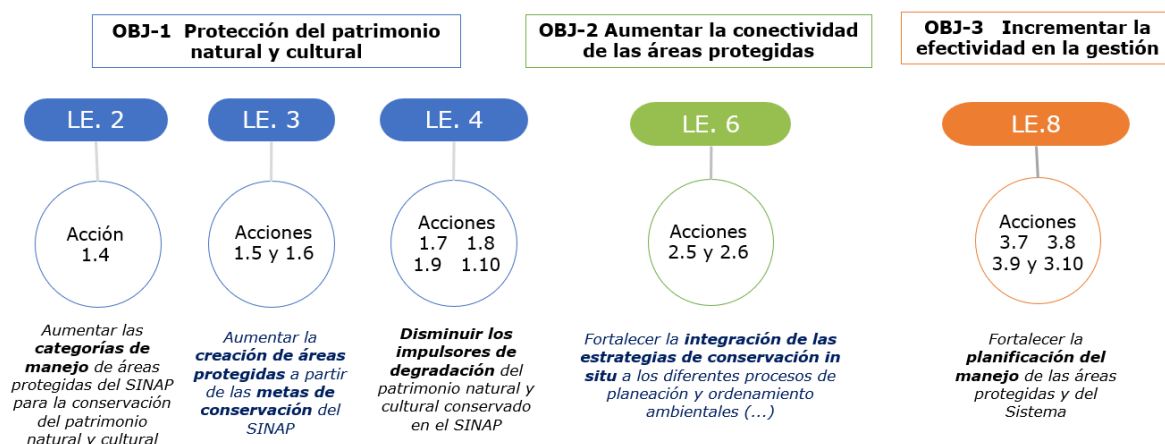 OBJ-1 Protección del patrimonio
natural y cultural
OBJ-2 Aumentar la conectividad
de las áreas protegidas
OBJ-3 Incrementar la
efectividad en la gestión
LE. 2
LE. 3
LE. 4
LE. 6
LE.8
Acción
1.4
Acciones
1.5 y 1.6
Acciones
1.7 1.8
1.9 1.10
Acciones
2.5 y 2.6
Acciones
3.7 3.8
3.9 y 3.10
Aumentar las
categorías de
manejo de áreas
protegidas del SINAP
para la conservación
del patrimonio
natural y cultural
Aumentar la
creación de áreas
protegidas a partir
de las metas de
conservación del
SINAP
Disminuir los
impulsores de
degradación del
patrimonio natural y
cultural conservado
en el SINAP
Fortalecer la integración de las
estrategias de conservación in
situ a los diferentes procesos de
planeación y ordenamiento
ambientales (...)
Fortalecer la
planificación del
manejo de las áreas
protegidas y del
Sistema